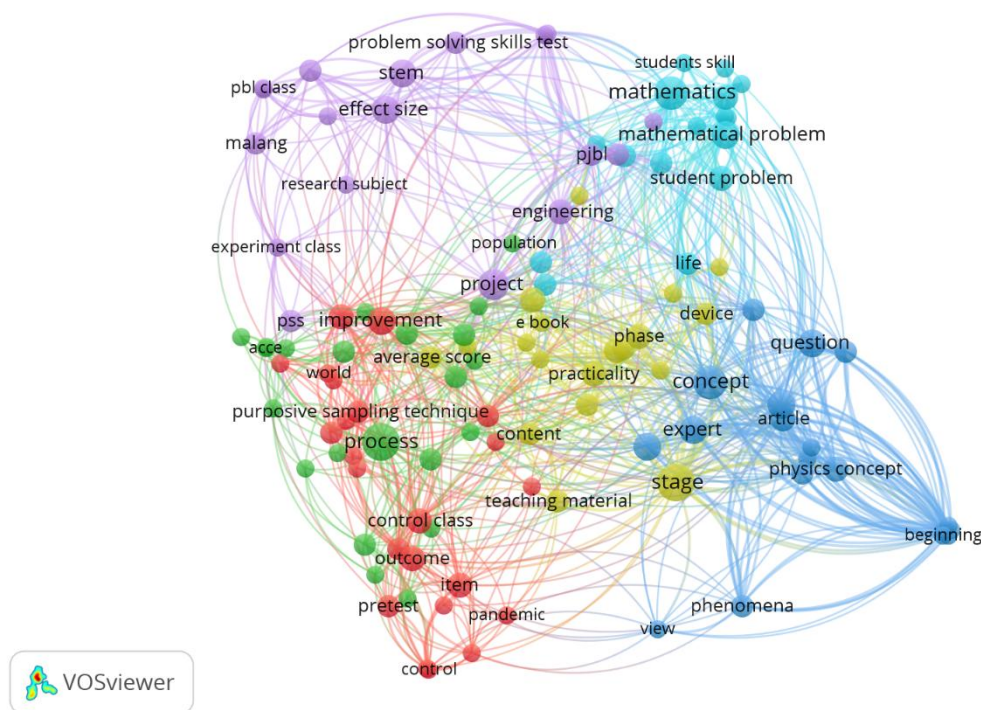 problem solving skills test
students skill
stem
pbl class
mathematics
effect size
mathematical problem
malang
pjbl
student problem
research subject
engineering
experiment class
population
life
project
e book
device
pss
improvement
phase
question
acce
average score
world
practicality
concept
purposive sampling technique
article
process
content
expert
physics concept
stage
teaching material
control class
beginning
outcome
item
pretest
pandemic
phenomena
view
control
VOSviewer